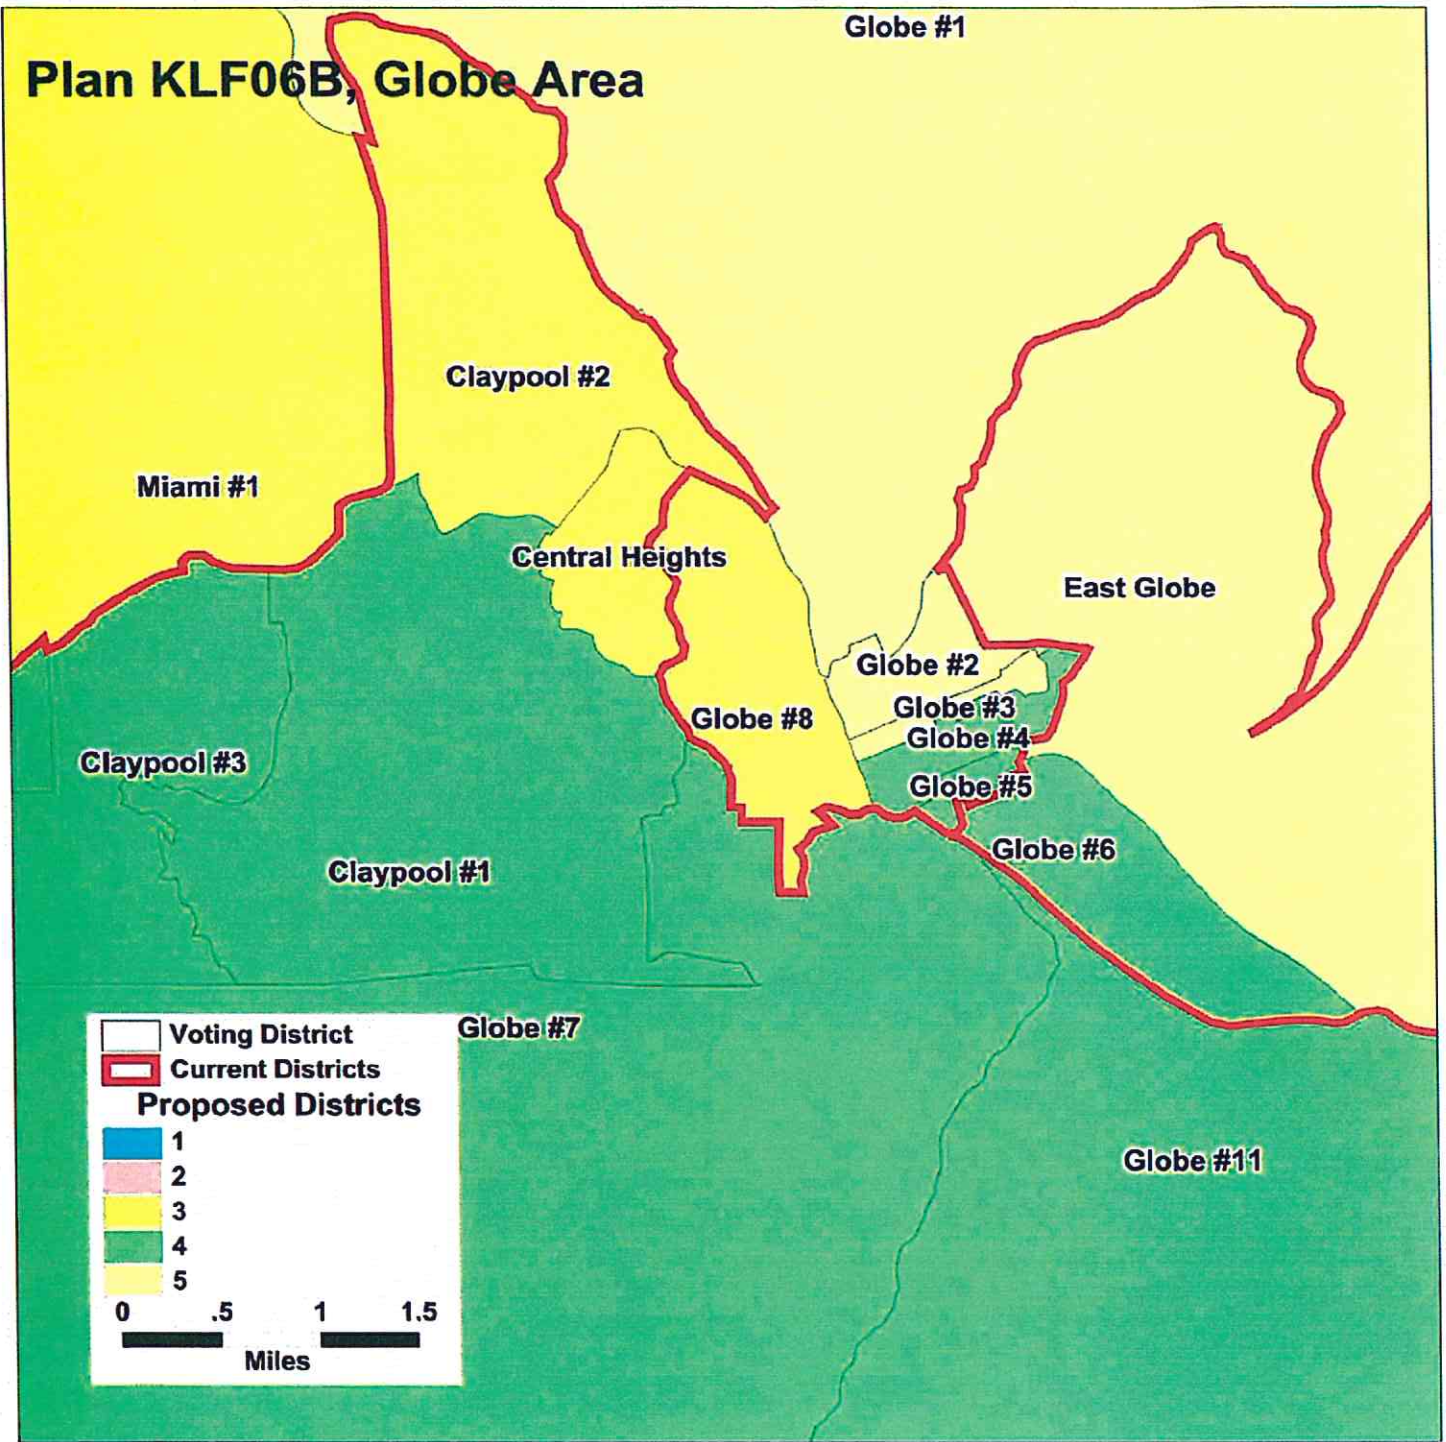 Globe #1
Plan KLF06B, Globe Area
Claypool #2
Miami #1
Central Heights
East Globe
Globe #2
Globe #3
Globe #8
Globe #4
Claypool #3
Globe #5
Globe #6
Claypool #1
Globe #7
Globe #11
Voting District
Current Districts
Proposed Districts
1
2
3
4
5
0 .5 1 1.5
Miles